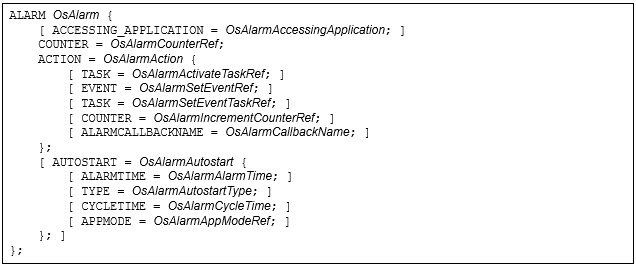 ALARM OsAlarm {
[ ACCESSING_APPLICATION = OsAlarmAccessingApplication; ]
COUNTER = OsAlarmCounterRef;
ACTION = OsAlarmAction {
[ TASK = OsAlarmActivateTaskRef; ]
[ EVENT = OsAlarmSetEventRef; ]
[ TASK = OsAlarmSetEventTaskRef; ]
[ COUNTER = OsAlarmIncrementCounterRef; ]
[ ALARMCALLBACKNAME = OsAlarmCallbackName; ]
};
[ AUTOSTART = OsAlarmAutostart {
[ ALARMTIME = OsAlarmAlarmTime; ]
[ TYPE = OsAlarmAutostartType; ]
[ CYCLETIME = OsAlarmCycleTime; ]
[ APPMODE = OsAlarmAppModeRef; ]
}; ]
};